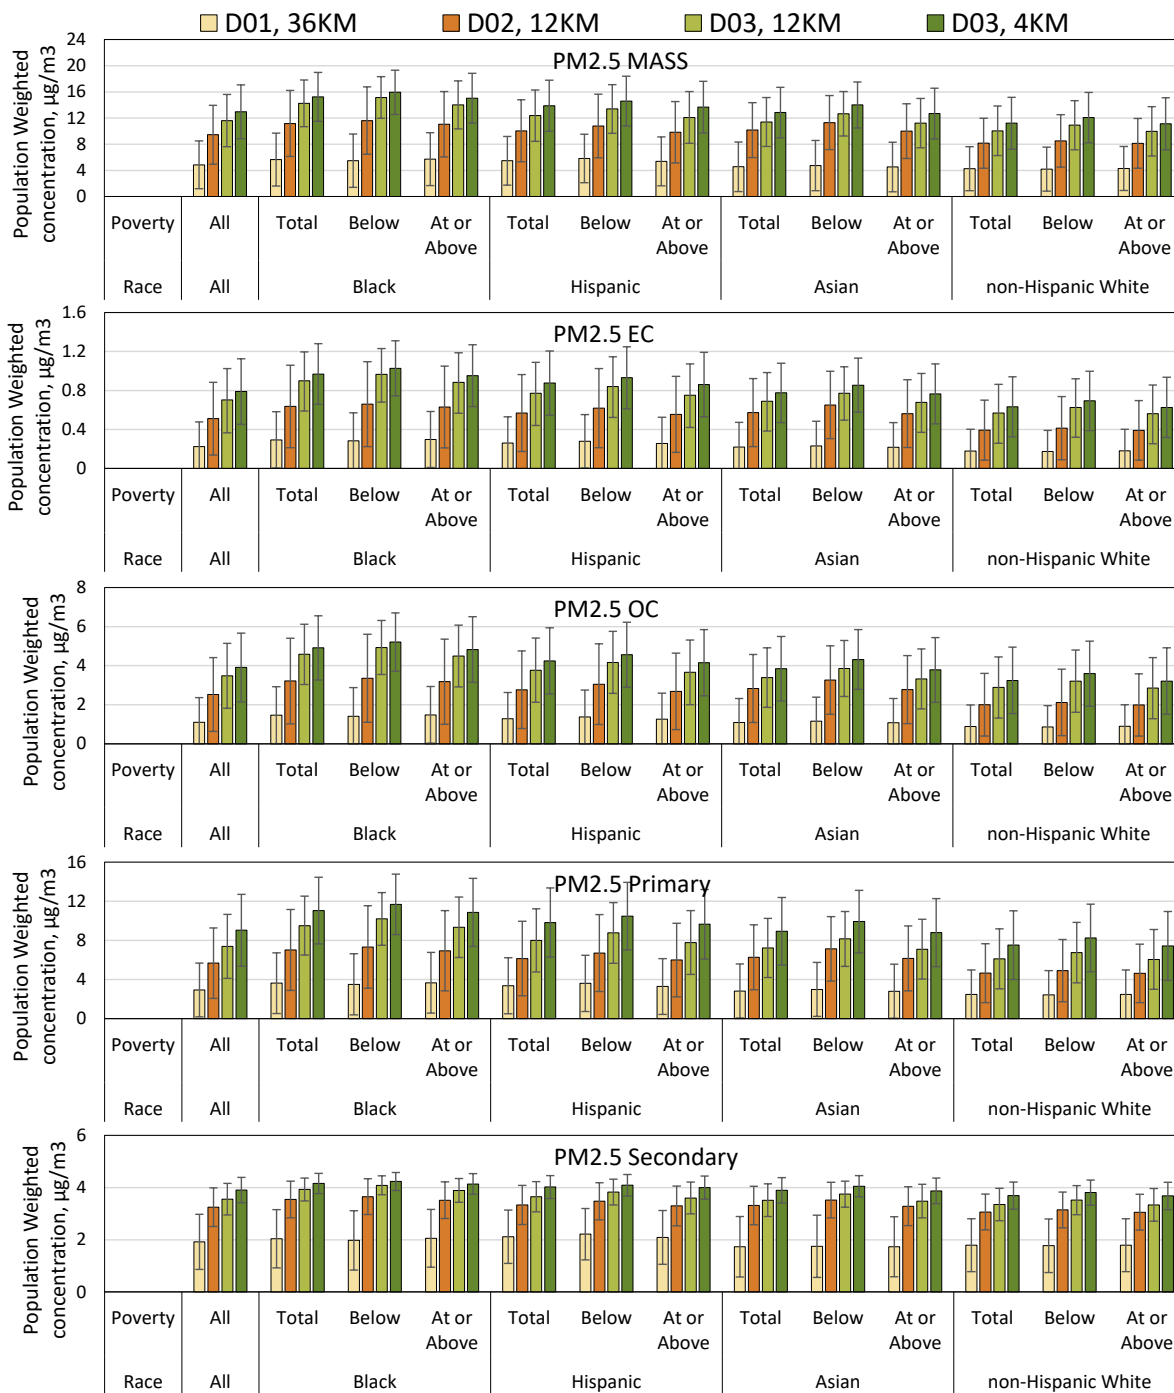 D01, 36KM D02, 12KM D03, 12KM D03, 4KM
Population Weighted
concentration, µg/m3
PM2.5 MASS
24
20
16
12
8
4
0
Poverty All Total Below At or Above Total Below At or Above Total Below At or Above Total Below At or Above
Race All Black Hispanic Asian non-Hispanic White
Population Weighted
concentration, µg/m3
PM2.5 EC
1.6
1.2
0.8
0.4
0
Poverty All Total Below At or Above Total Below At or Above Total Below At or Above Total Below At or Above
Race All Black Hispanic Asian non-Hispanic White
Population Weighted
concentration, µg/m3
PM2.5 OC
8
6
4
2
0
Poverty All Total Below At or Above Total Below At or Above Total Below At or Above Total Below At or Above
Race All Black Hispanic Asian non-Hispanic White
Population Weighted
concentration, µg/m3
PM2.5 Primary
16
12
8
4
0
Poverty All Total Below At or Above Total Below At or Above Total Below At or Above Total Below At or Above
Race All Black Hispanic Asian non-Hispanic White
Population Weighted
concentration, µg/m3
PM2.5 Secondary
6
4
2
0
Poverty All Total Below At or Above Total Below At or Above Total Below At or Above Total Below At or Above
Race All Black Hispanic Asian non-Hispanic White